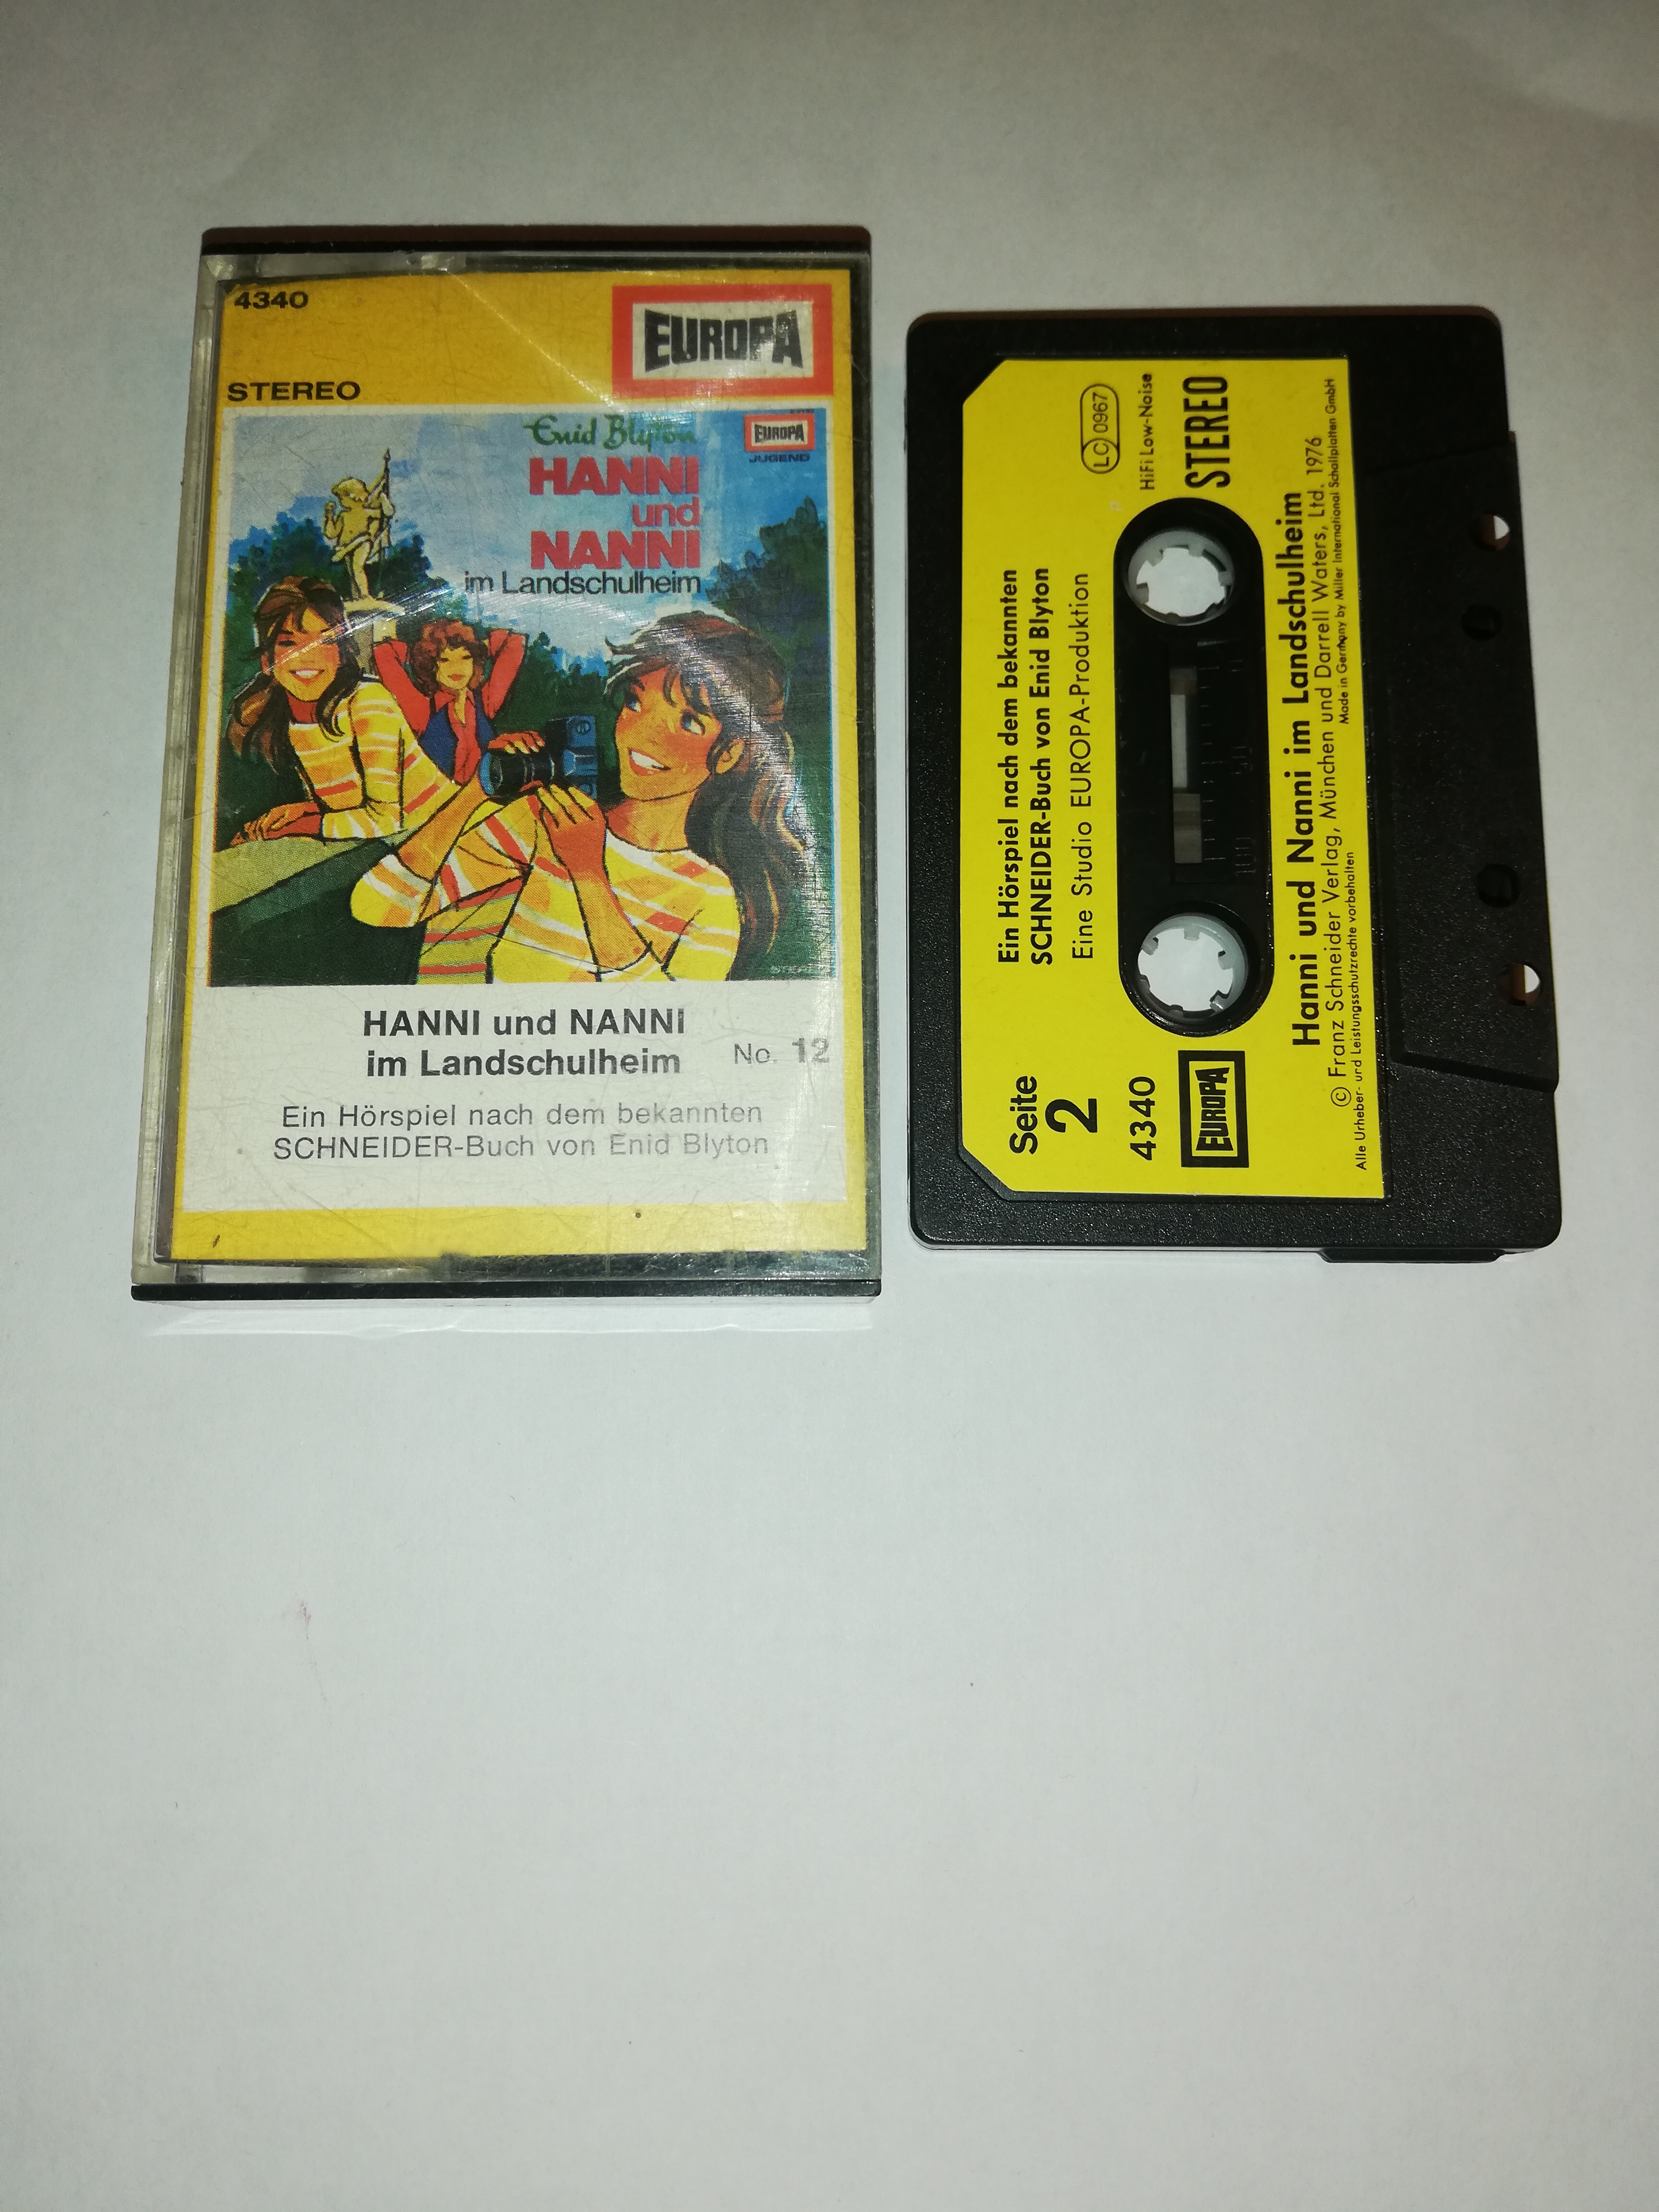 4340
EUROPA
STEREO
Enid Blyton
EUROPA
JUGEND
HANNI
und
NANNI
im Landschulheim
HANNI und NANNI
im Landschulheim
No. 12
Ein Hörspiel nach dem bekannten
SCHNEIDER-Buch von Enid Blyton
Ein Hörspiel nach dem bekannten
SCHNEIDER-Buch von Enid Blyton
Eine Studio EUROPA-Produktion
LC 0967
HiFi Low-Noise
STEREO
Seite
2
4340
EUROPA
100 50 0
Hanni und Nanni im Landschulheim
© Franz Schneider Verlag, München und Darrell Waters, Ltd. 1976
Alle Urheber- und Leistungsschutzrechte vorbehalten
Made in Germany by Miller International Schallplatten GmbH